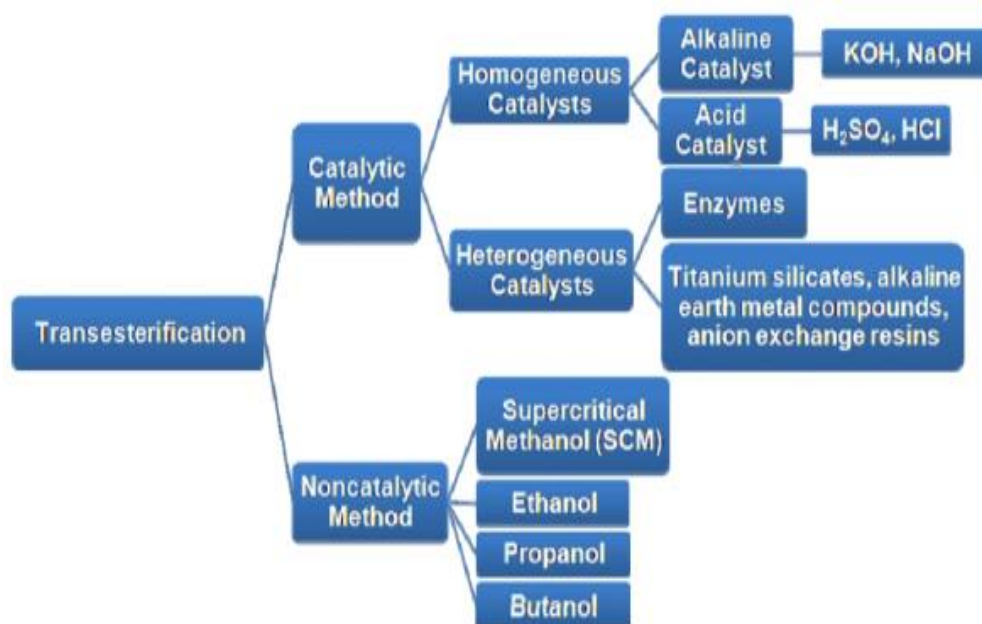 Transesterification
Catalytic
Method
Homogeneous
Catalysts
Alkaline
Catalyst
KOH, NaOH
Acid
Catalyst
H₂SO₄, HCl
Heterogeneous
Catalysts
Enzymes
Titanium silicates, alkaline
earth metal compounds,
anion exchange resins
Noncatalytic
Method
Supercritical
Methanol (SCM)
Ethanol
Propanol
Butanol